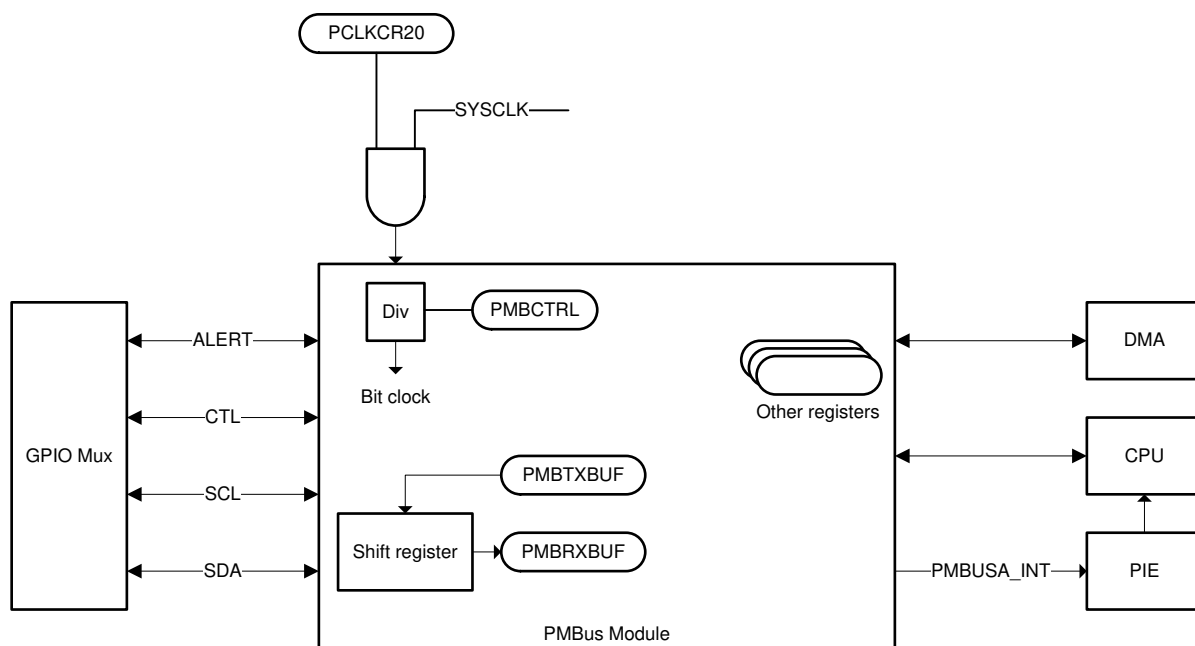 PCLKCR20
SYSCLK
Div
PMBCTRL
ALERT
DMA
Bit clock
Other registers
CTL
GPIO Mux
CPU
PMBTXBUF
SCL
Shift register
PMBRXBUF
SDA
PMBUSA_INT
PIE
PMBus Module